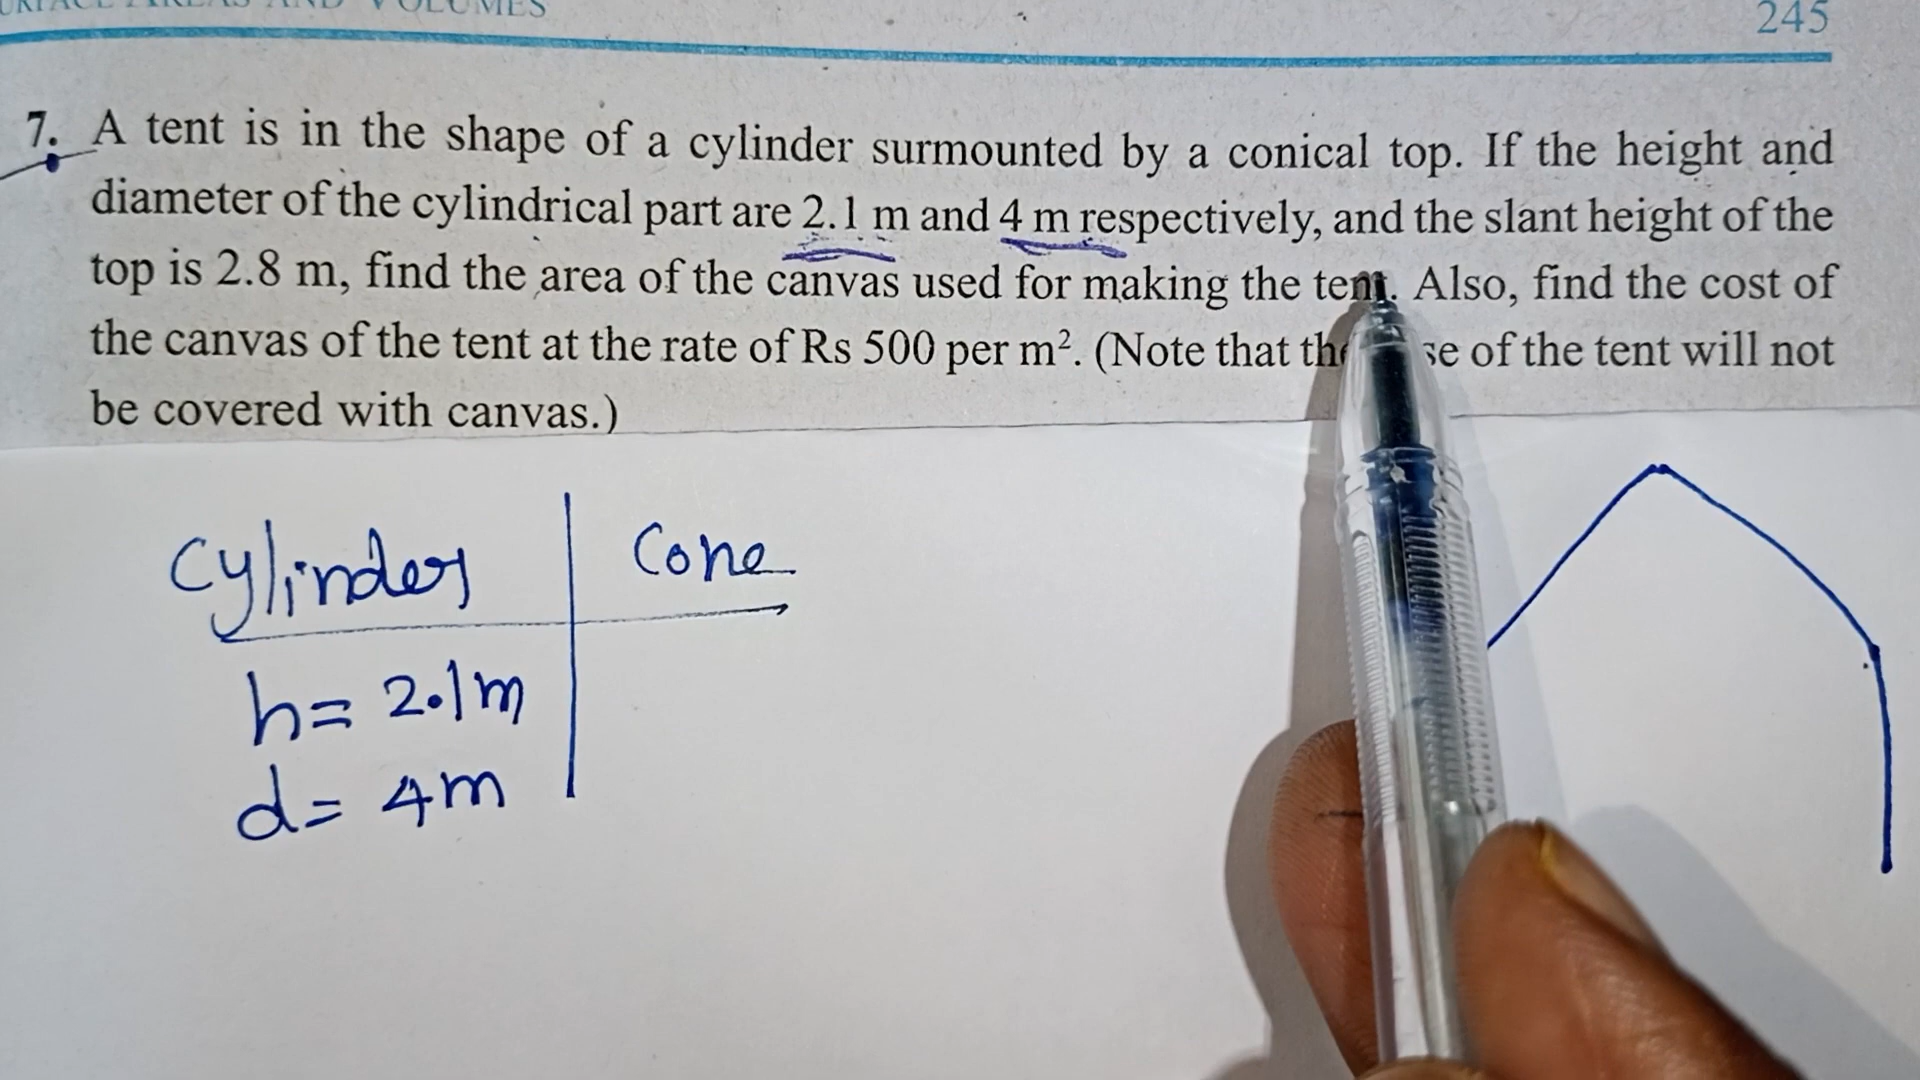 VOLUMES
245
7. A tent is in the shape of a cylinder surmounted by a conical top. If the height and
diameter of the cylindrical part are 2.1 m and 4 m respectively, and the slant height of the
top is 2.8 m, find the area of the canvas used for making the tent. Also, find the cost of
the canvas of the tent at the rate of Rs 500 per m². (Note that the of the tent will not
be covered with canvas.)
Cylinder Cone
h = 2.1m
d = 4m